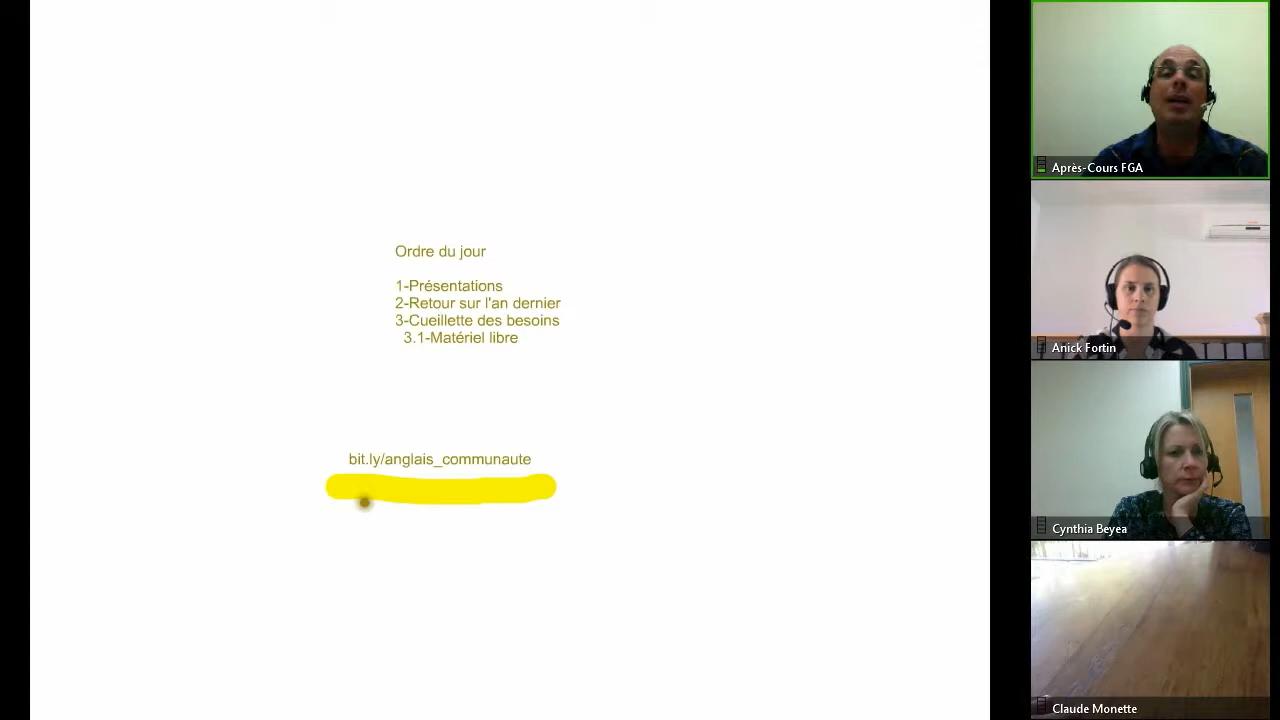 Ordre du jour
1-Présentations
2-Retour sur l'an dernier
3-Cueillette des besoins
3.1-Matériel libre
bit.ly/anglais_communaute
Après-Cours FGA
Anick Fortin
Cynthia Beyea
Claude Monette